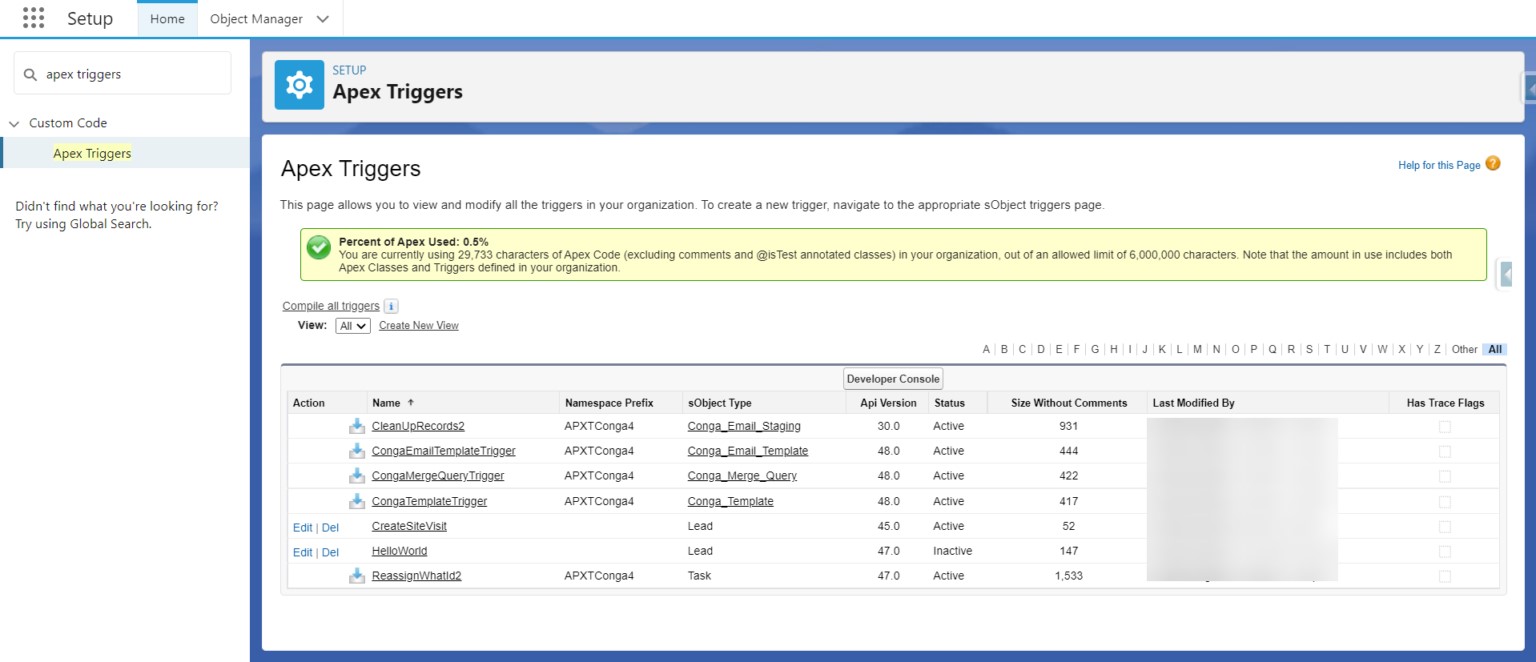 Setup
Home
Object Manager
apex triggers
Custom Code
Apex Triggers
Didn't find what you're looking for?
Try using Global Search.
SETUP
Apex Triggers
Apex Triggers
Help for this Page ?
This page allows you to view and modify all the triggers in your organization. To create a new trigger, navigate to the appropriate sObject triggers page.
Percent of Apex Used: 0.5%
You are currently using 29,733 characters of Apex Code (excluding comments and @isTest annotated classes) in your organization, out of an allowed limit of 6,000,000 characters. Note that the amount in use includes both
Apex Classes and Triggers defined in your organization.
Compile all triggers i
View: All Create New View
A | B | C | D | E | F | G | H | I | J | K | L | M | N | O | P | Q | R | S | T | U | V | W | X | Y | Z | Other All
Developer Console
Action Name ↑ Namespace Prefix sObject Type Api Version Status Size Without Comments Last Modified By Has Trace Flags
CleanUpRecords2 APXTConga4 Conga_Email_Staging 30.0 Active 931
CongaEmailTemplateTrigger APXTConga4 Conga_Email_Template 48.0 Active 444
CongaMergeQueryTrigger APXTConga4 Conga_Merge_Query 48.0 Active 422
CongaTemplateTrigger APXTConga4 Conga_Template 48.0 Active 417
Edit | Del CreateSiteVisit Lead 45.0 Active 52
Edit | Del HelloWorld Lead 47.0 Inactive 147
ReassignWhatId2 APXTConga4 Task 47.0 Active 1,533